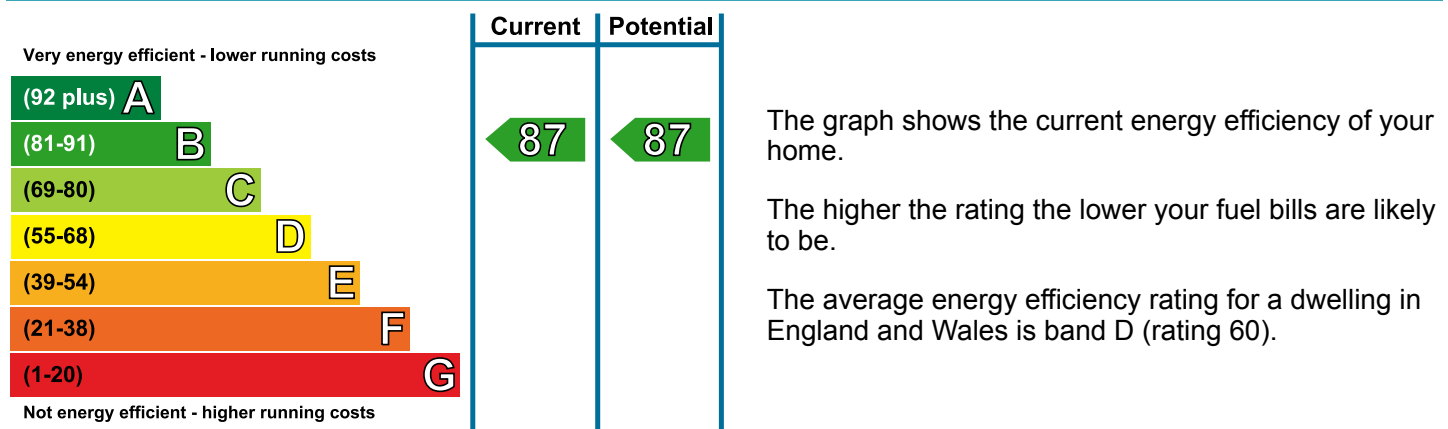 Current Potential
Very energy efficient - lower running costs
(92 plus) A
(81-91) B
87 87
(69-80) C
(55-68) D
(39-54) E
(21-38) F
(1-20) G
Not energy efficient - higher running costs
The graph shows the current energy efficiency of your
home.
The higher the rating the lower your fuel bills are likely
to be.
The average energy efficiency rating for a dwelling in
England and Wales is band D (rating 60).